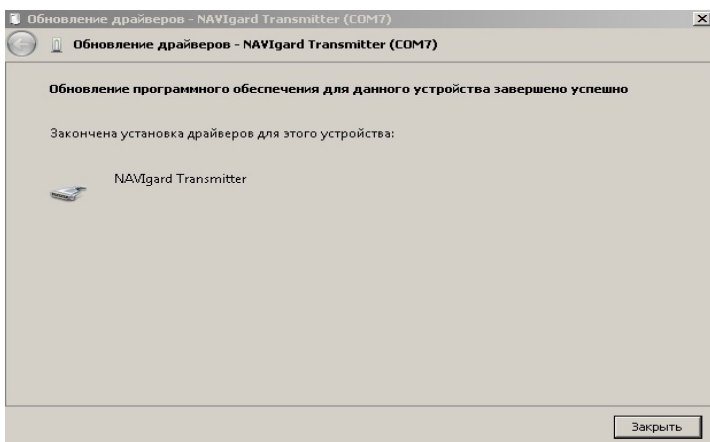 Обновление драйверов - NAVIgard Transmitter (COM7)
Обновление драйверов - NAVIgard Transmitter (COM7)
Обновление программного обеспечения для данного устройства завершено успешно
Закончена установка драйверов для этого устройства:
NAVIgard Transmitter
Закрыть